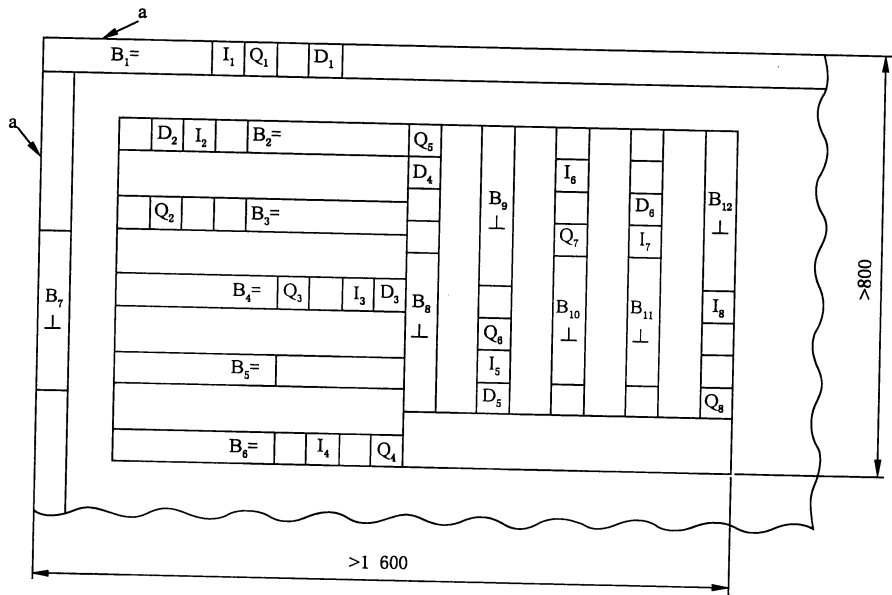 a
B₁= I₁ Q₁ D₁
a
D₂ I₂ B₂= Q₅
D₄ I₆
Q₂ B₃= B₉ ⊥ D₆ B₁₂ ⊥
Q₇ I₇
B₇ ⊥ B₄= Q₃ I₃ D₃ B₈ ⊥ B₁₀ ⊥ B₁₁ ⊥ I₈
Q₆
B₅= I₅
D₅ Q₈
B₆= I₄ Q₄
>800
>1 600